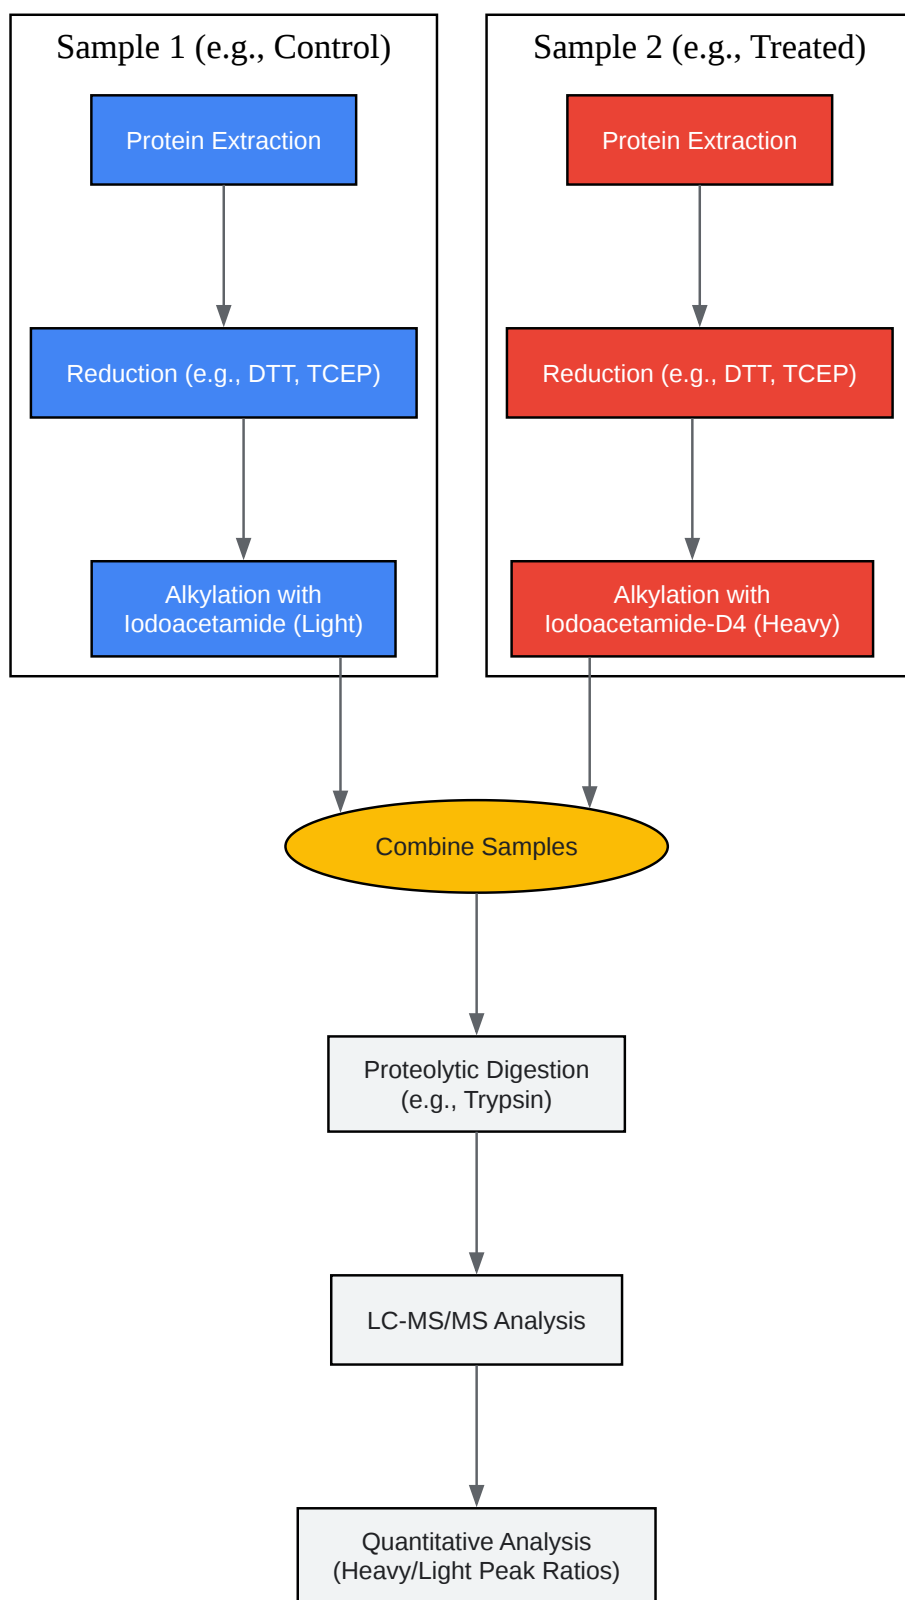 Sample 1 (e.g., Control)
Protein Extraction
Reduction (e.g., DTT, TCEP)
Alkylation with
Iodoacetamide (Light)
Sample 2 (e.g., Treated)
Protein Extraction
Reduction (e.g., DTT, TCEP)
Alkylation with
Iodoacetamide-D4 (Heavy)
Combine Samples
Proteolytic Digestion
(e.g., Trypsin)
LC-MS/MS Analysis
Quantitative Analysis
(Heavy/Light Peak Ratios)